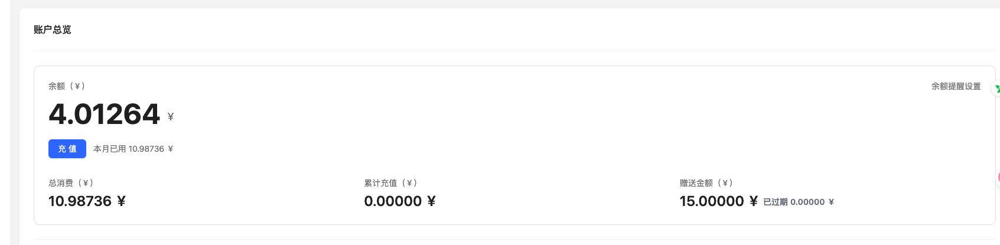 账户总览
余额（¥） 余额提醒设置
4.01264 ¥
充 值 本月已用 10.98736 ¥
总消费（¥） 累计充值（¥） 赠送金额（¥）
10.98736 ¥ 0.00000 ¥ 15.00000 ¥ 已过期 0.00000 ¥